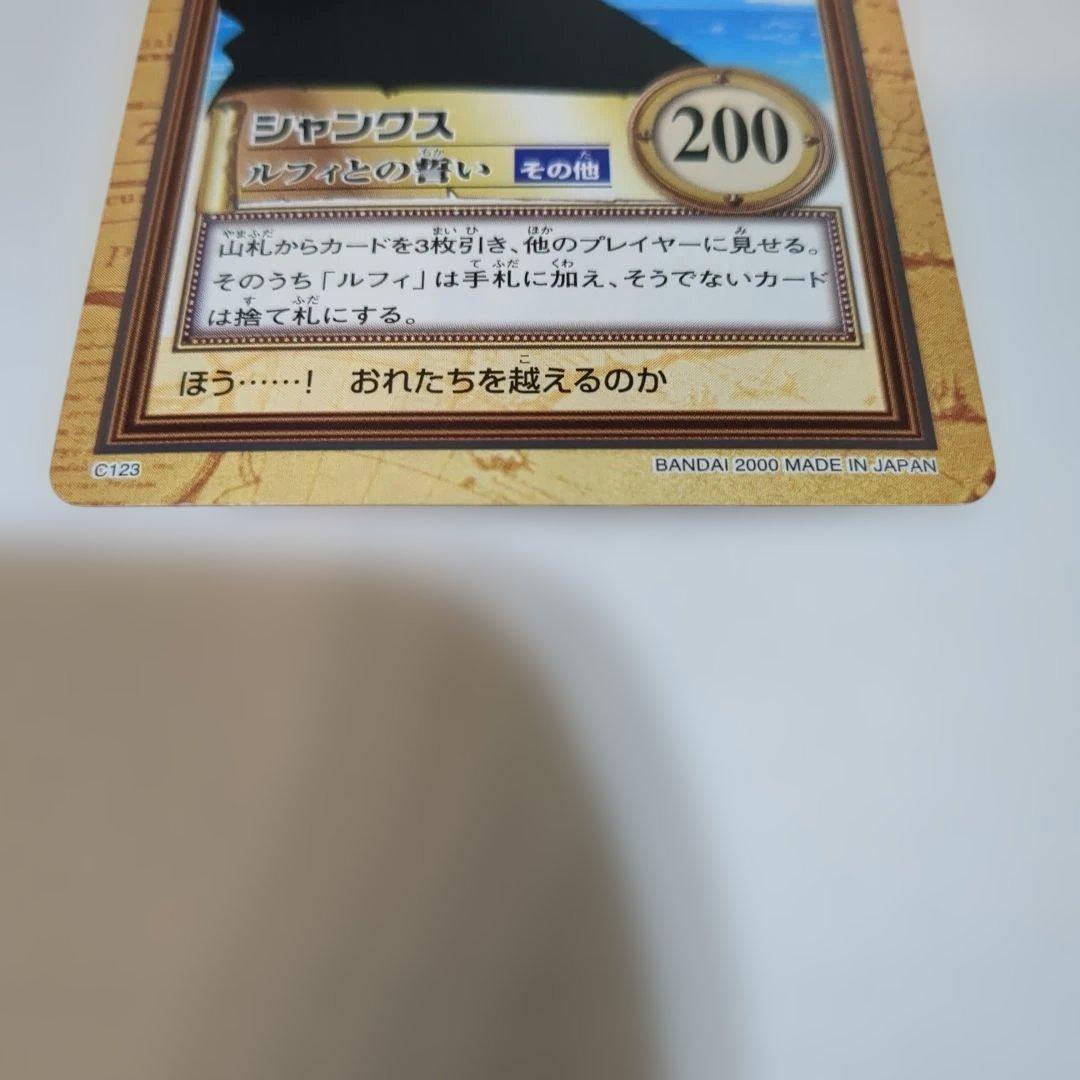 シャンクス
ルフィとの誓い
その他
200
山札からカードを3枚引き、他のプレイヤーに見せる。
そのうち「ルフィ」は手札に加え、そうでないカード
は捨て札にする。
ほう……! おれたちを越えるのか
C123
BANDAI 2000 MADE IN JAPAN